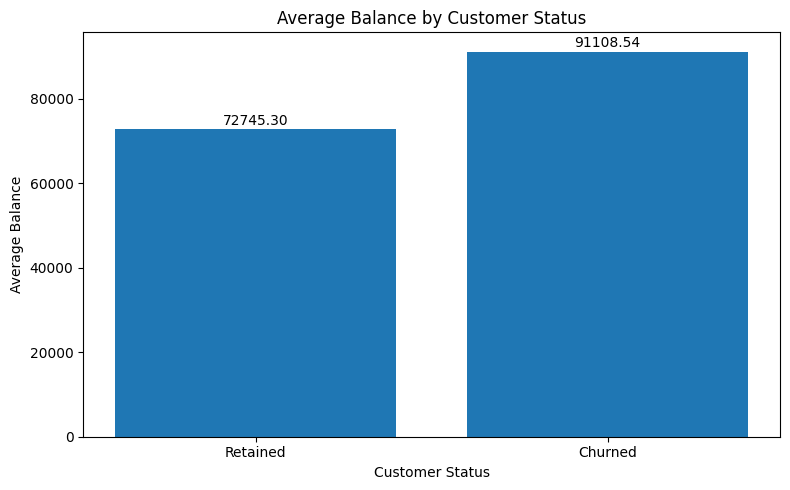 Average Balance by Customer Status
91108.54
72745.30
80000
60000
40000
20000
0
Average Balance
Retained
Churned
Customer Status